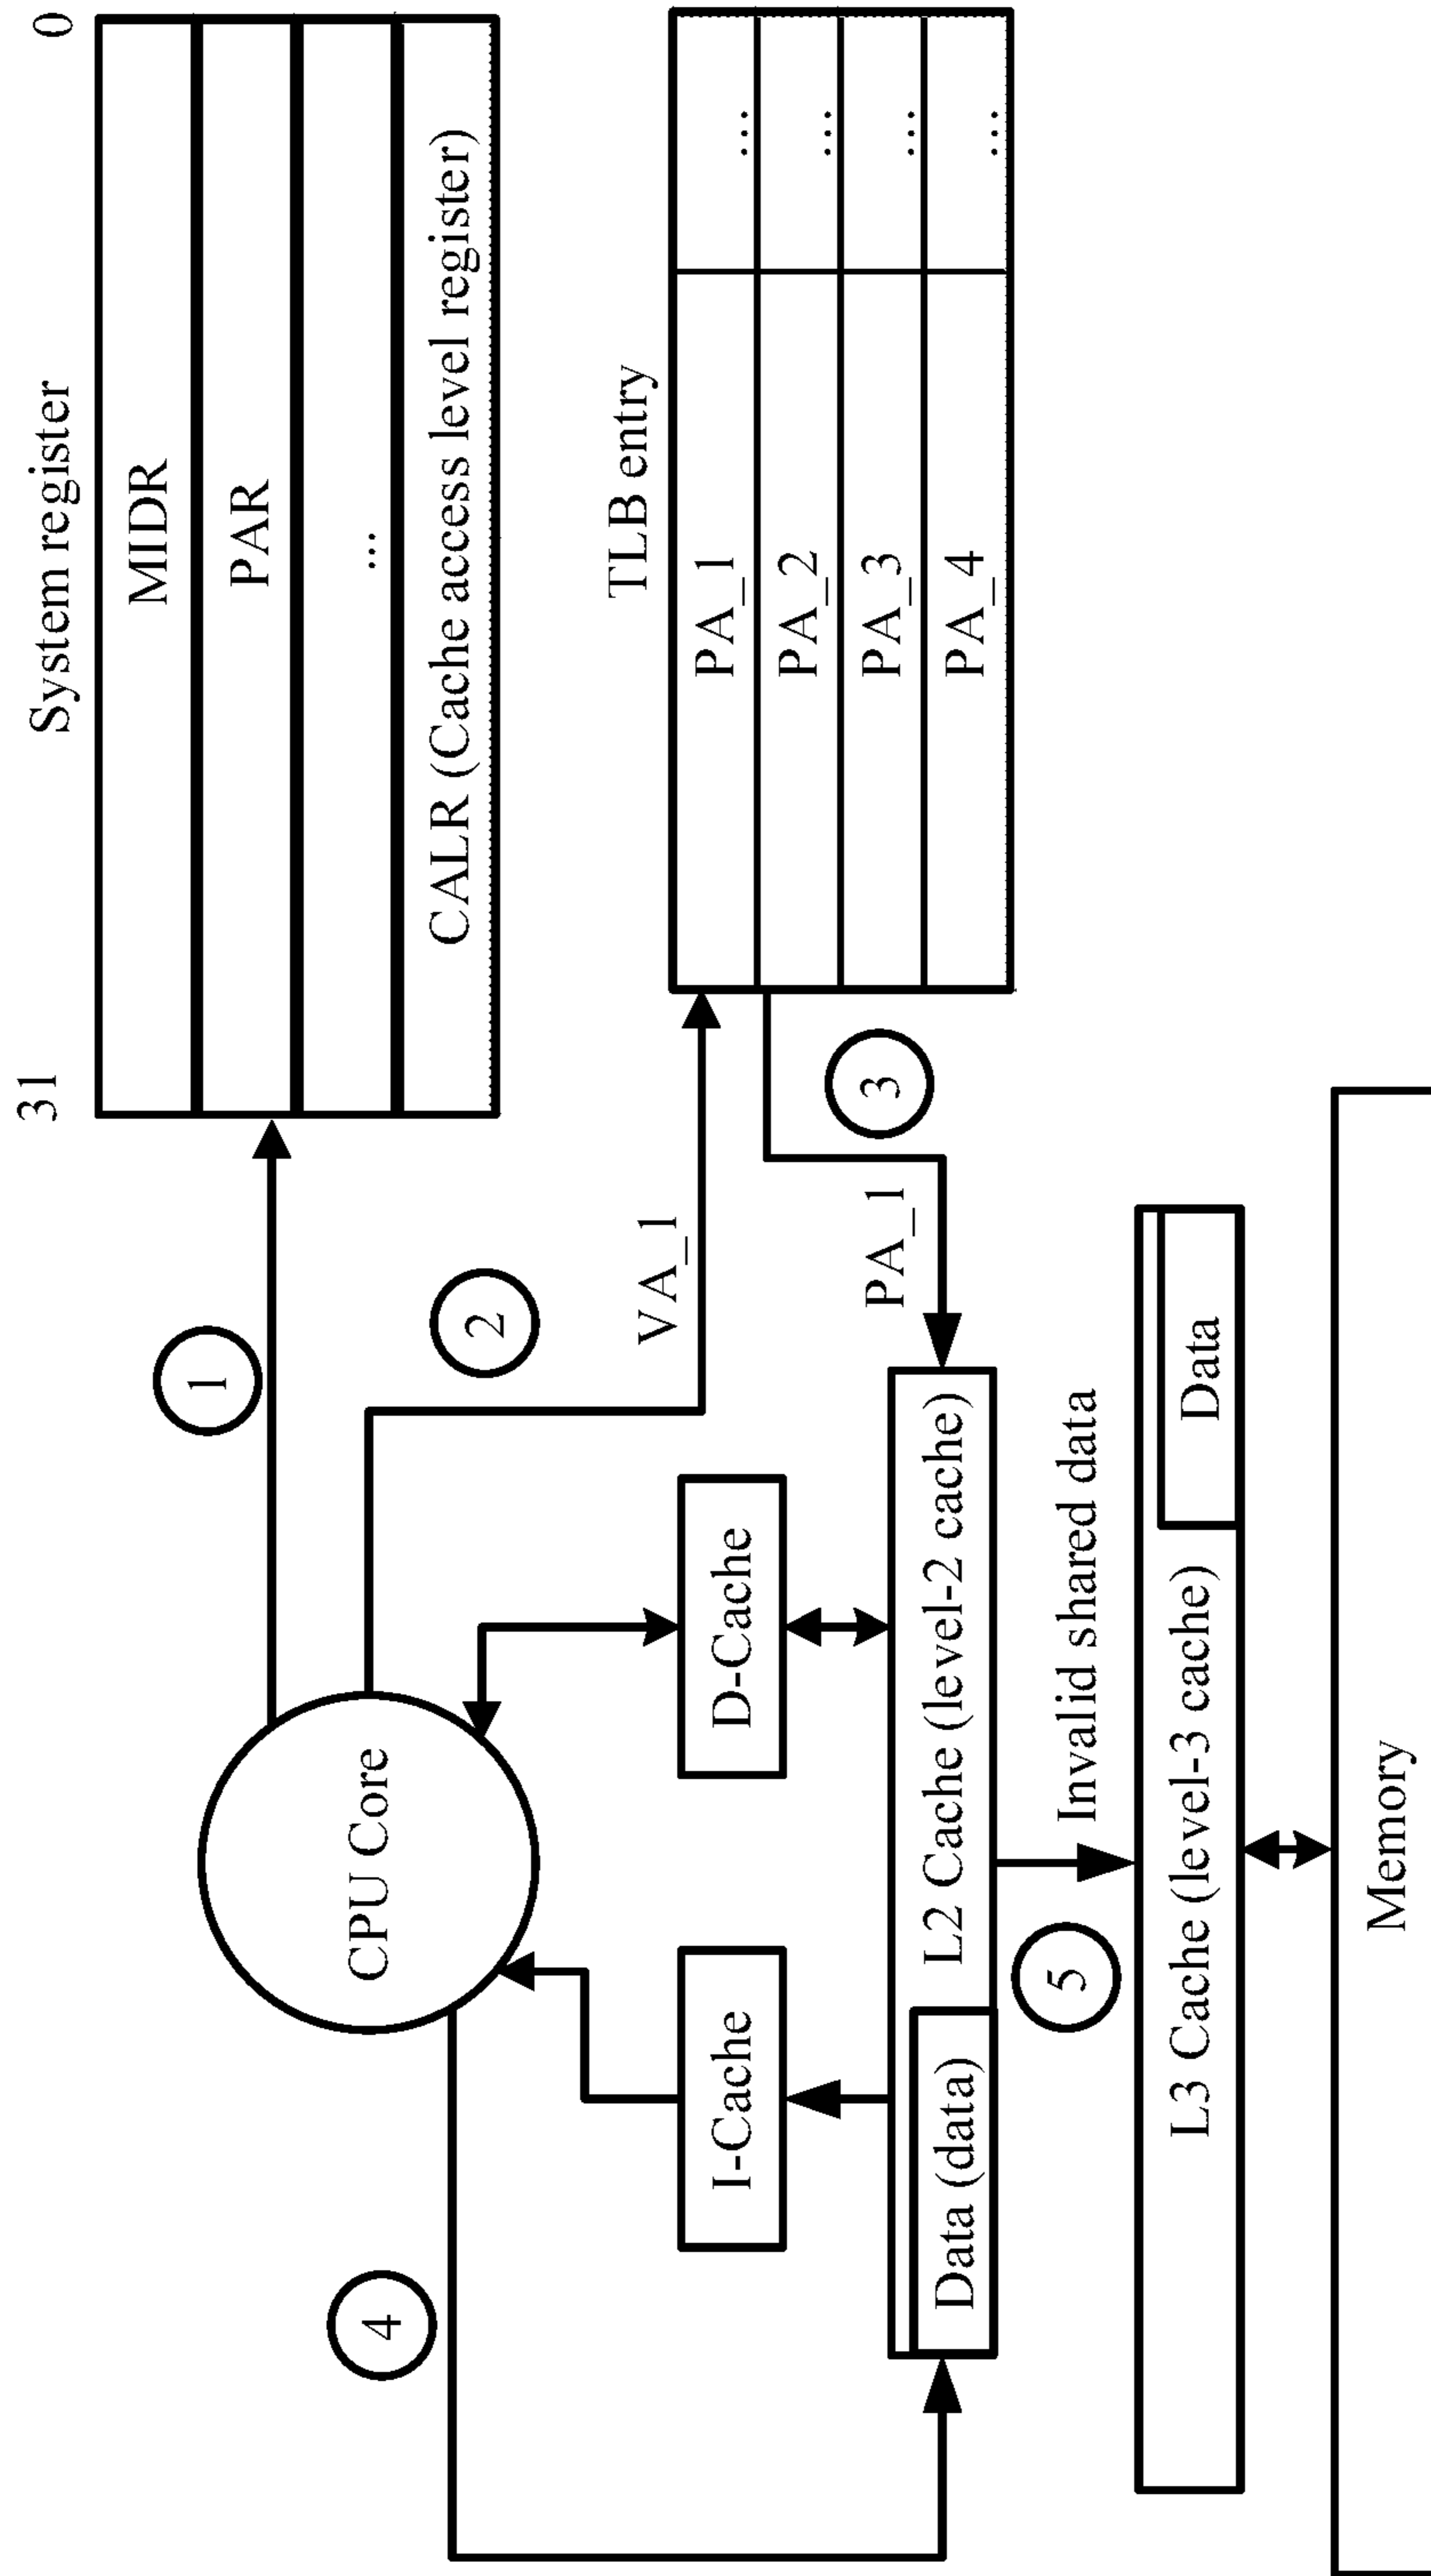 System register
31
0
MIDR
PAR
...
CALR (Cache access level register)
1
CPU Core
2
4
TLB entry
VA_1
PA_1
...
PA_2
...
PA_3
...
PA_4
...
3
PA_1
I-Cache
D-Cache
Data (data)
L2 Cache (level-2 cache)
5
Invalid shared data
L3 Cache (level-3 cache)
Data
Memory